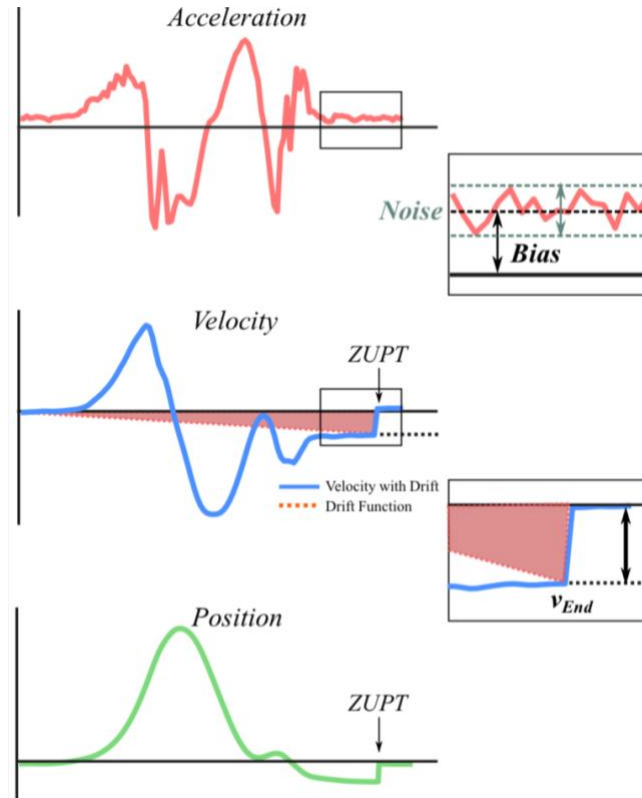 Acceleration
Noise
Bias
Velocity
ZUPT
Velocity with Drift
Drift Function
vEnd
Position
ZUPT